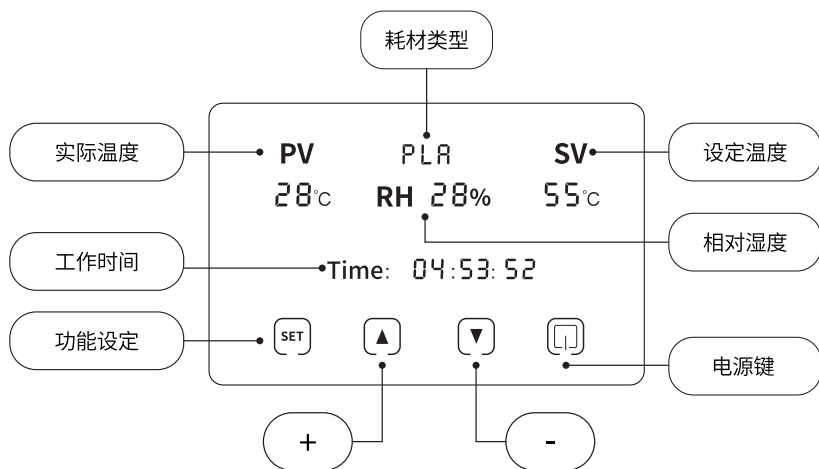 耗材类型
实际温度
PV
PLA
SV
设定温度
28℃
RH 28%
55℃
相对湿度
工作时间
Time: 04:53:52
功能设定
SET
▲
▼
电源键
+
-